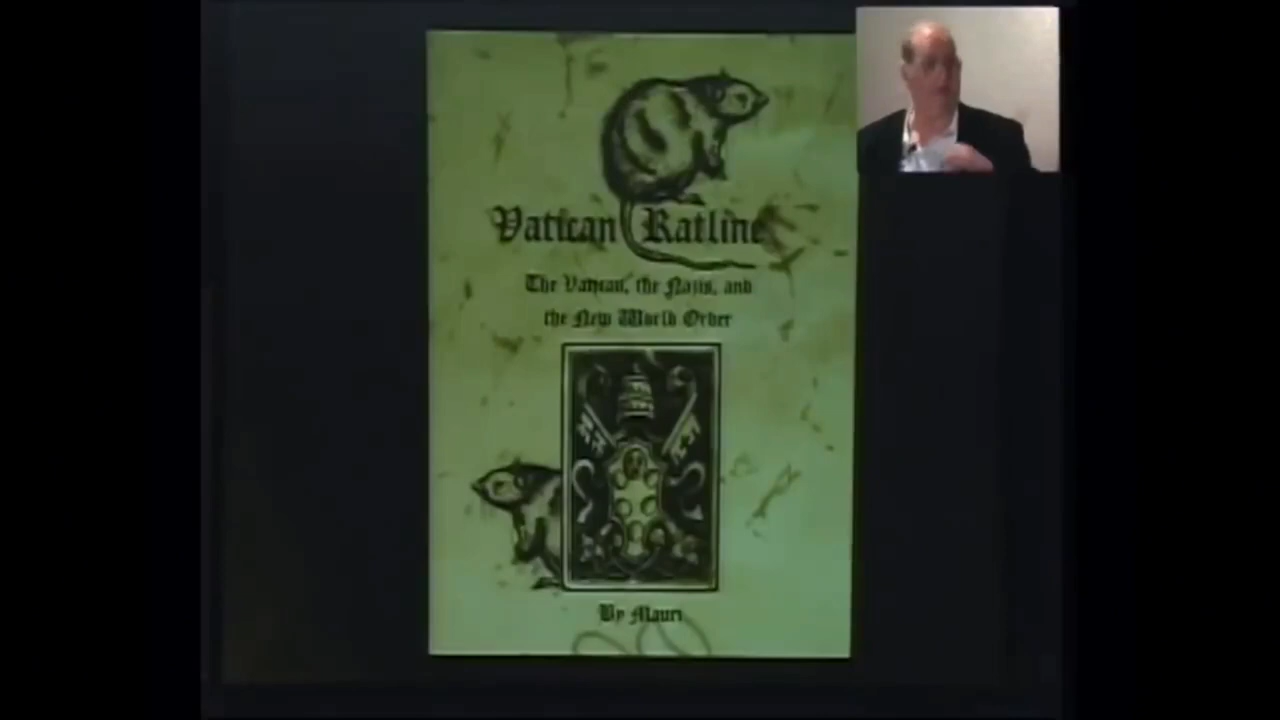 Vatican Ratline
The Vatican, the Nazis, and
the New World Order
By Mauri